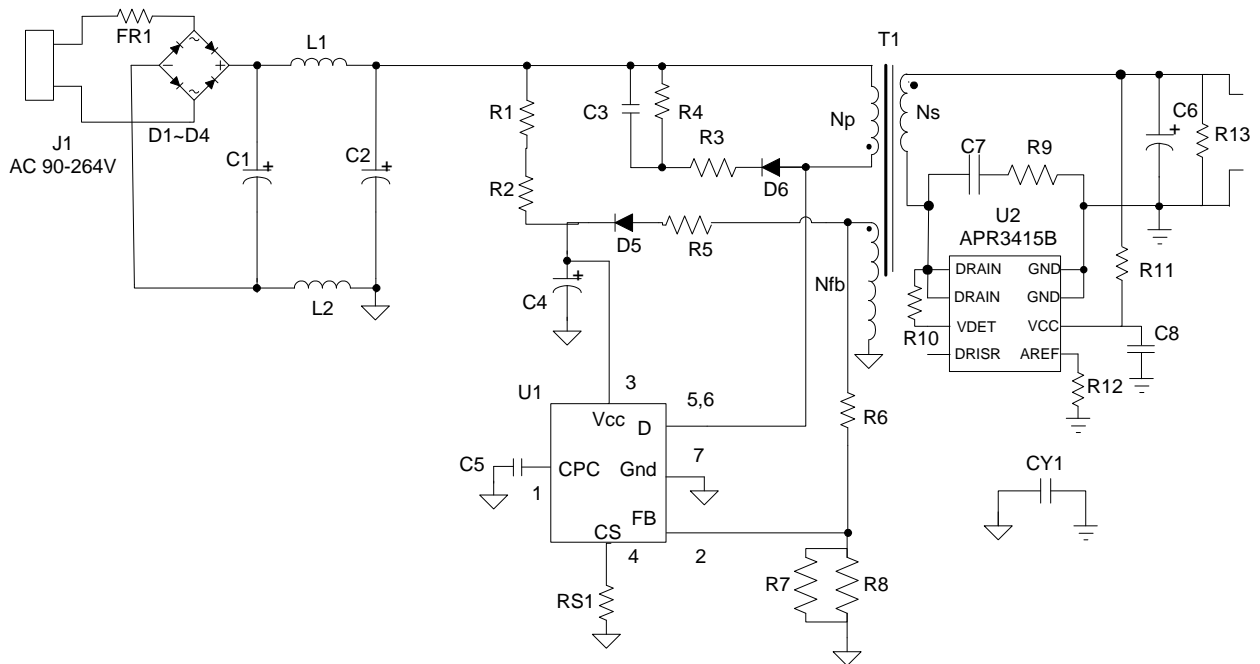 FR1
L1
T1
J1
AC 90-264V
~
- +
~
D1~D4
C1
+
C2
+
L2
R1
R2
C3
R4
R3
D6
Np
Ns
C7
R9
C6
+
R13
D5
R5
C4
+
Nfb
U2
APR3415B
DRAIN GND
DRAIN GND
VDET VCC
DRISR AREF
R10
R11
C8
R12
U1
3
5,6
Vcc
D
C5
CPC
1
Gnd
7
FB
CS
4
2
R6
RS1
R7
R8
CY1